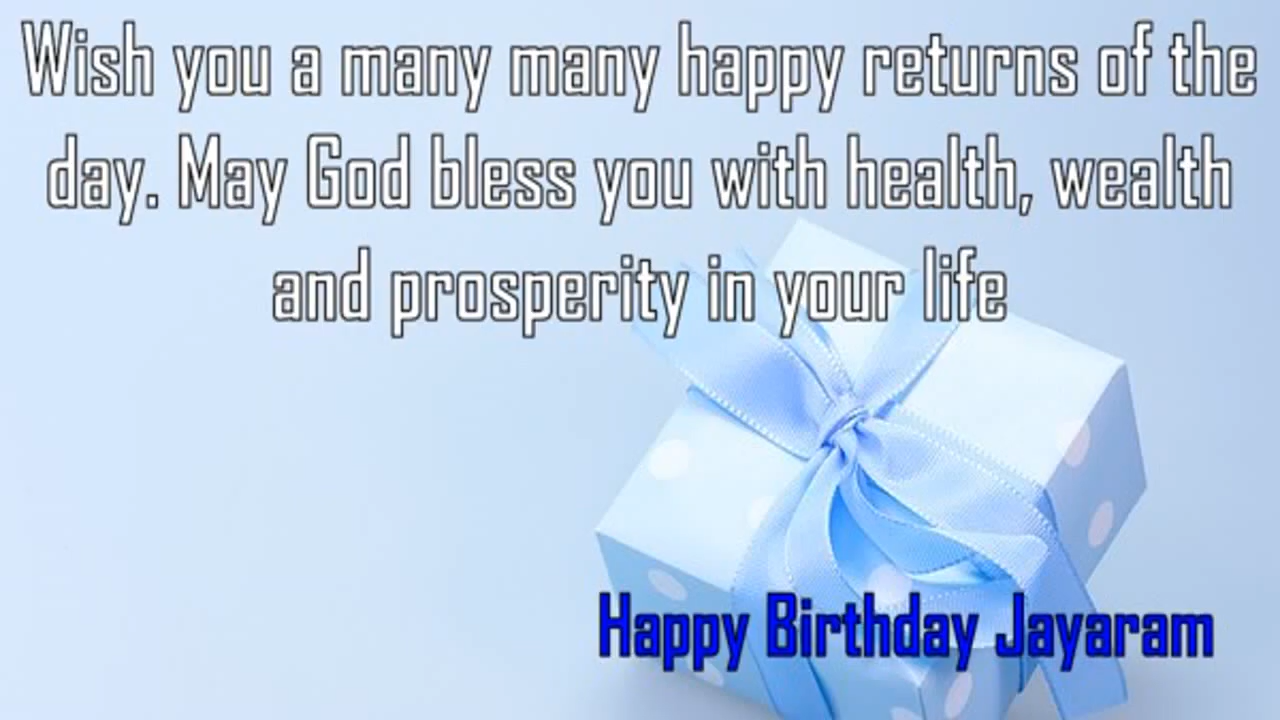 Wish you a many many happy returns of the
day. May God bless you with health, wealth
and prosperity in your life
Happy Birthday Jayaram